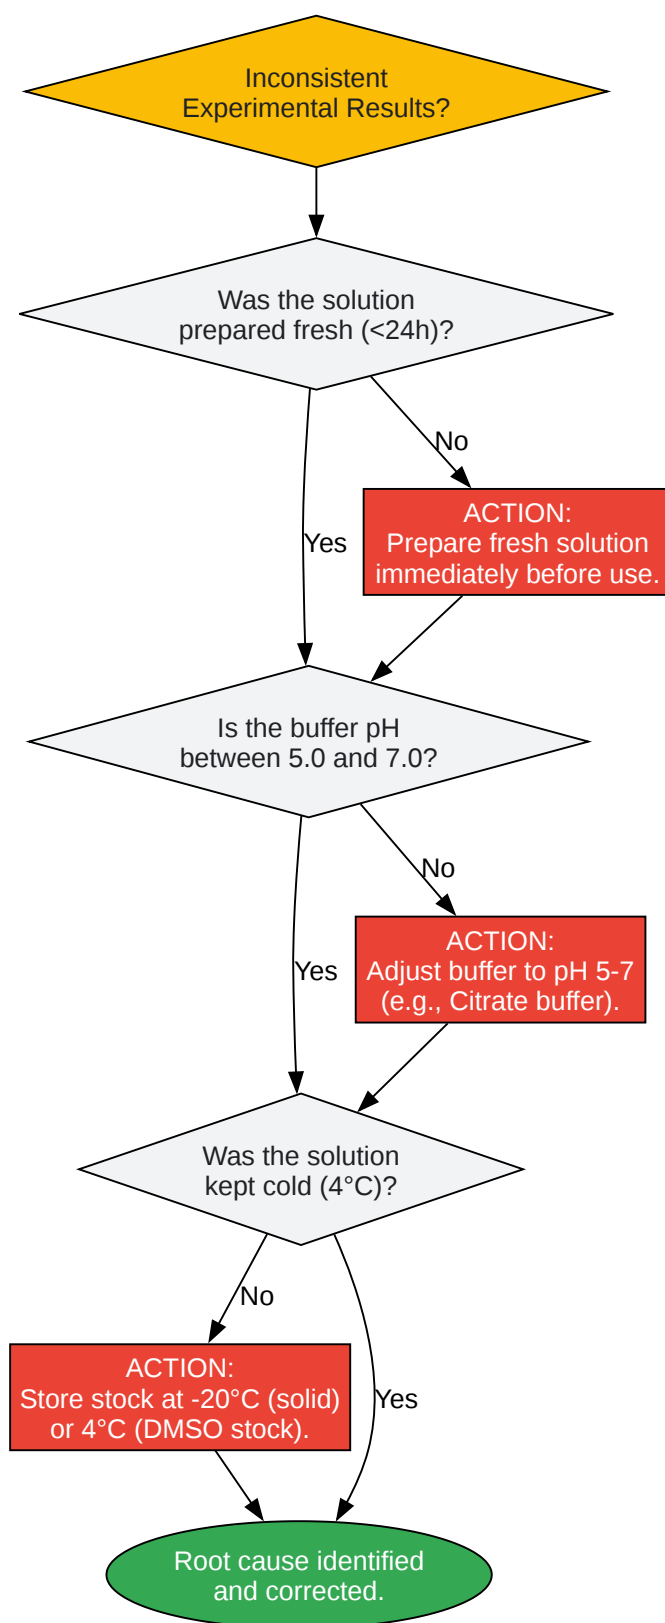 Inconsistent
Experimental Results?
Was the solution
prepared fresh (<24h)?
No
Yes
ACTION:
Prepare fresh solution
immediately before use.
Is the buffer pH
between 5.0 and 7.0?
No
Yes
ACTION:
Adjust buffer to pH 5-7
(e.g., Citrate buffer).
Was the solution
kept cold (4°C)?
No
ACTION:
Store stock at -20°C (solid)
or 4°C (DMSO stock).
Yes
Root cause identified
and corrected.